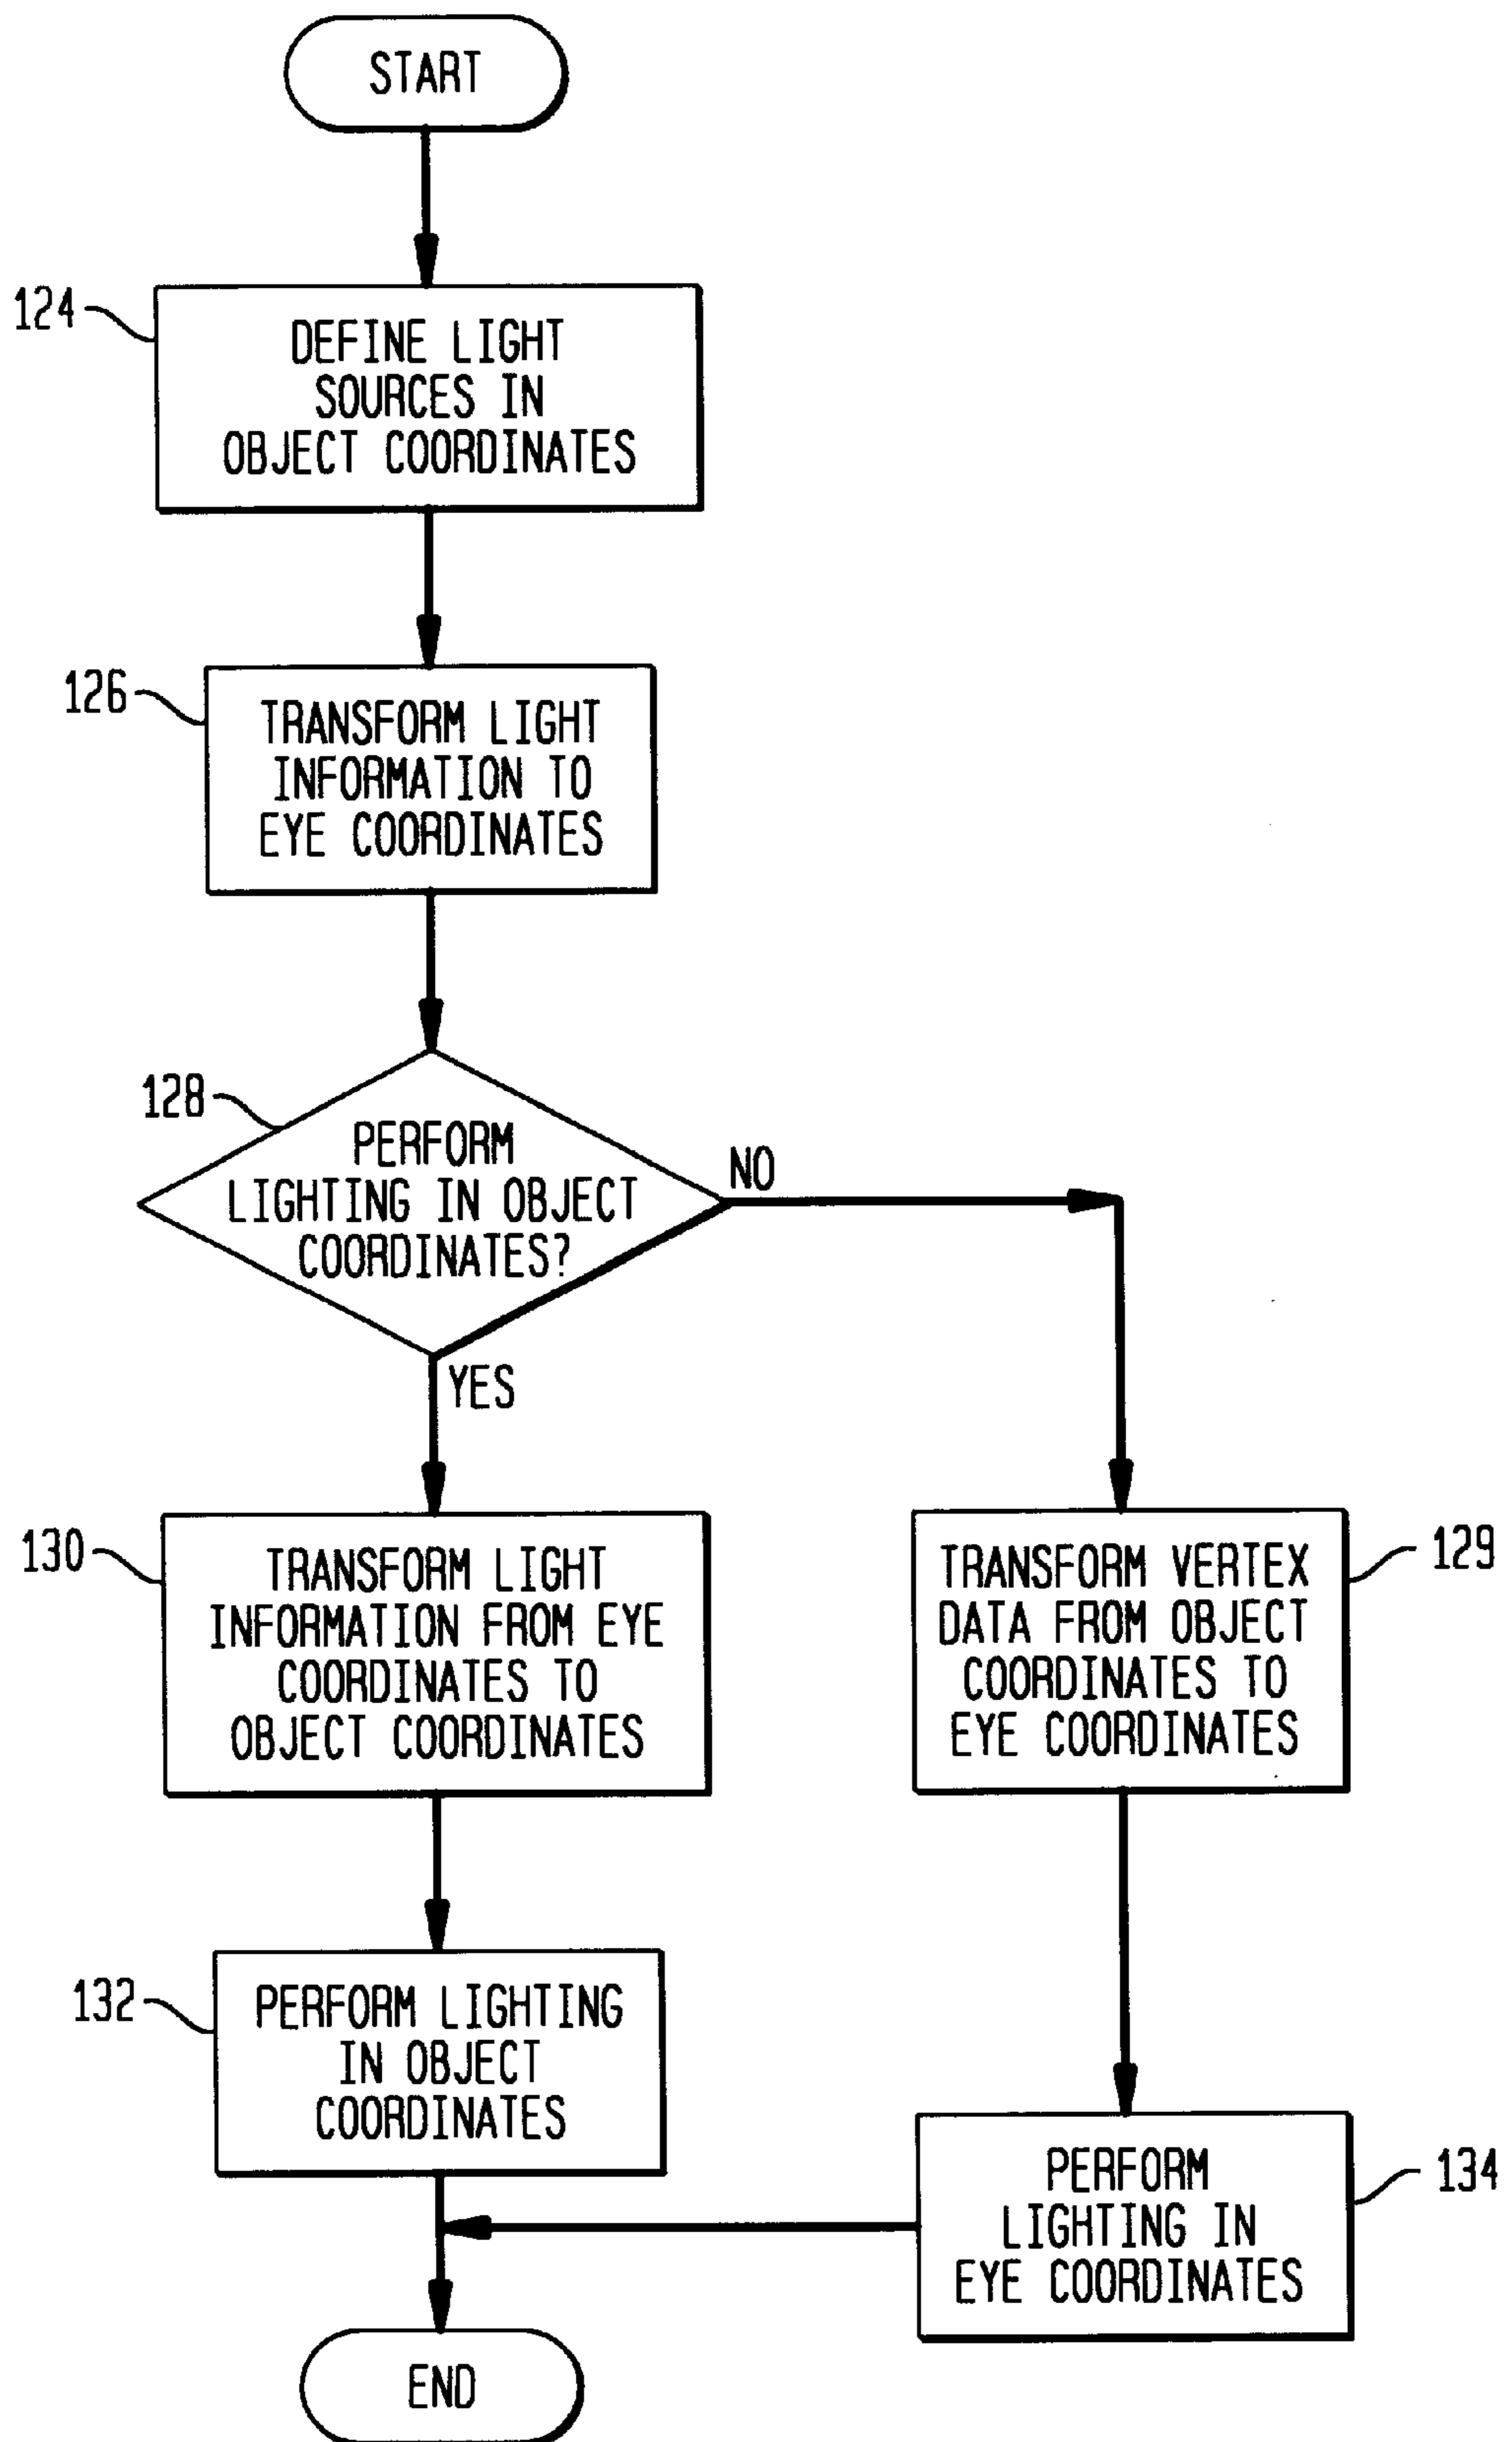 START
124
DEFINE LIGHT
SOURCES IN
OBJECT COORDINATES
126
TRANSFORM LIGHT
INFORMATION TO
EYE COORDINATES
128
PERFORM
LIGHTING IN OBJECT
COORDINATES?
NO
YES
130
TRANSFORM LIGHT
INFORMATION FROM EYE
COORDINATES TO
OBJECT COORDINATES
129
TRANSFORM VERTEX
DATA FROM OBJECT
COORDINATES TO
EYE COORDINATES
132
PERFORM LIGHTING
IN OBJECT
COORDINATES
134
PERFORM
LIGHTING IN
EYE COORDINATES
END